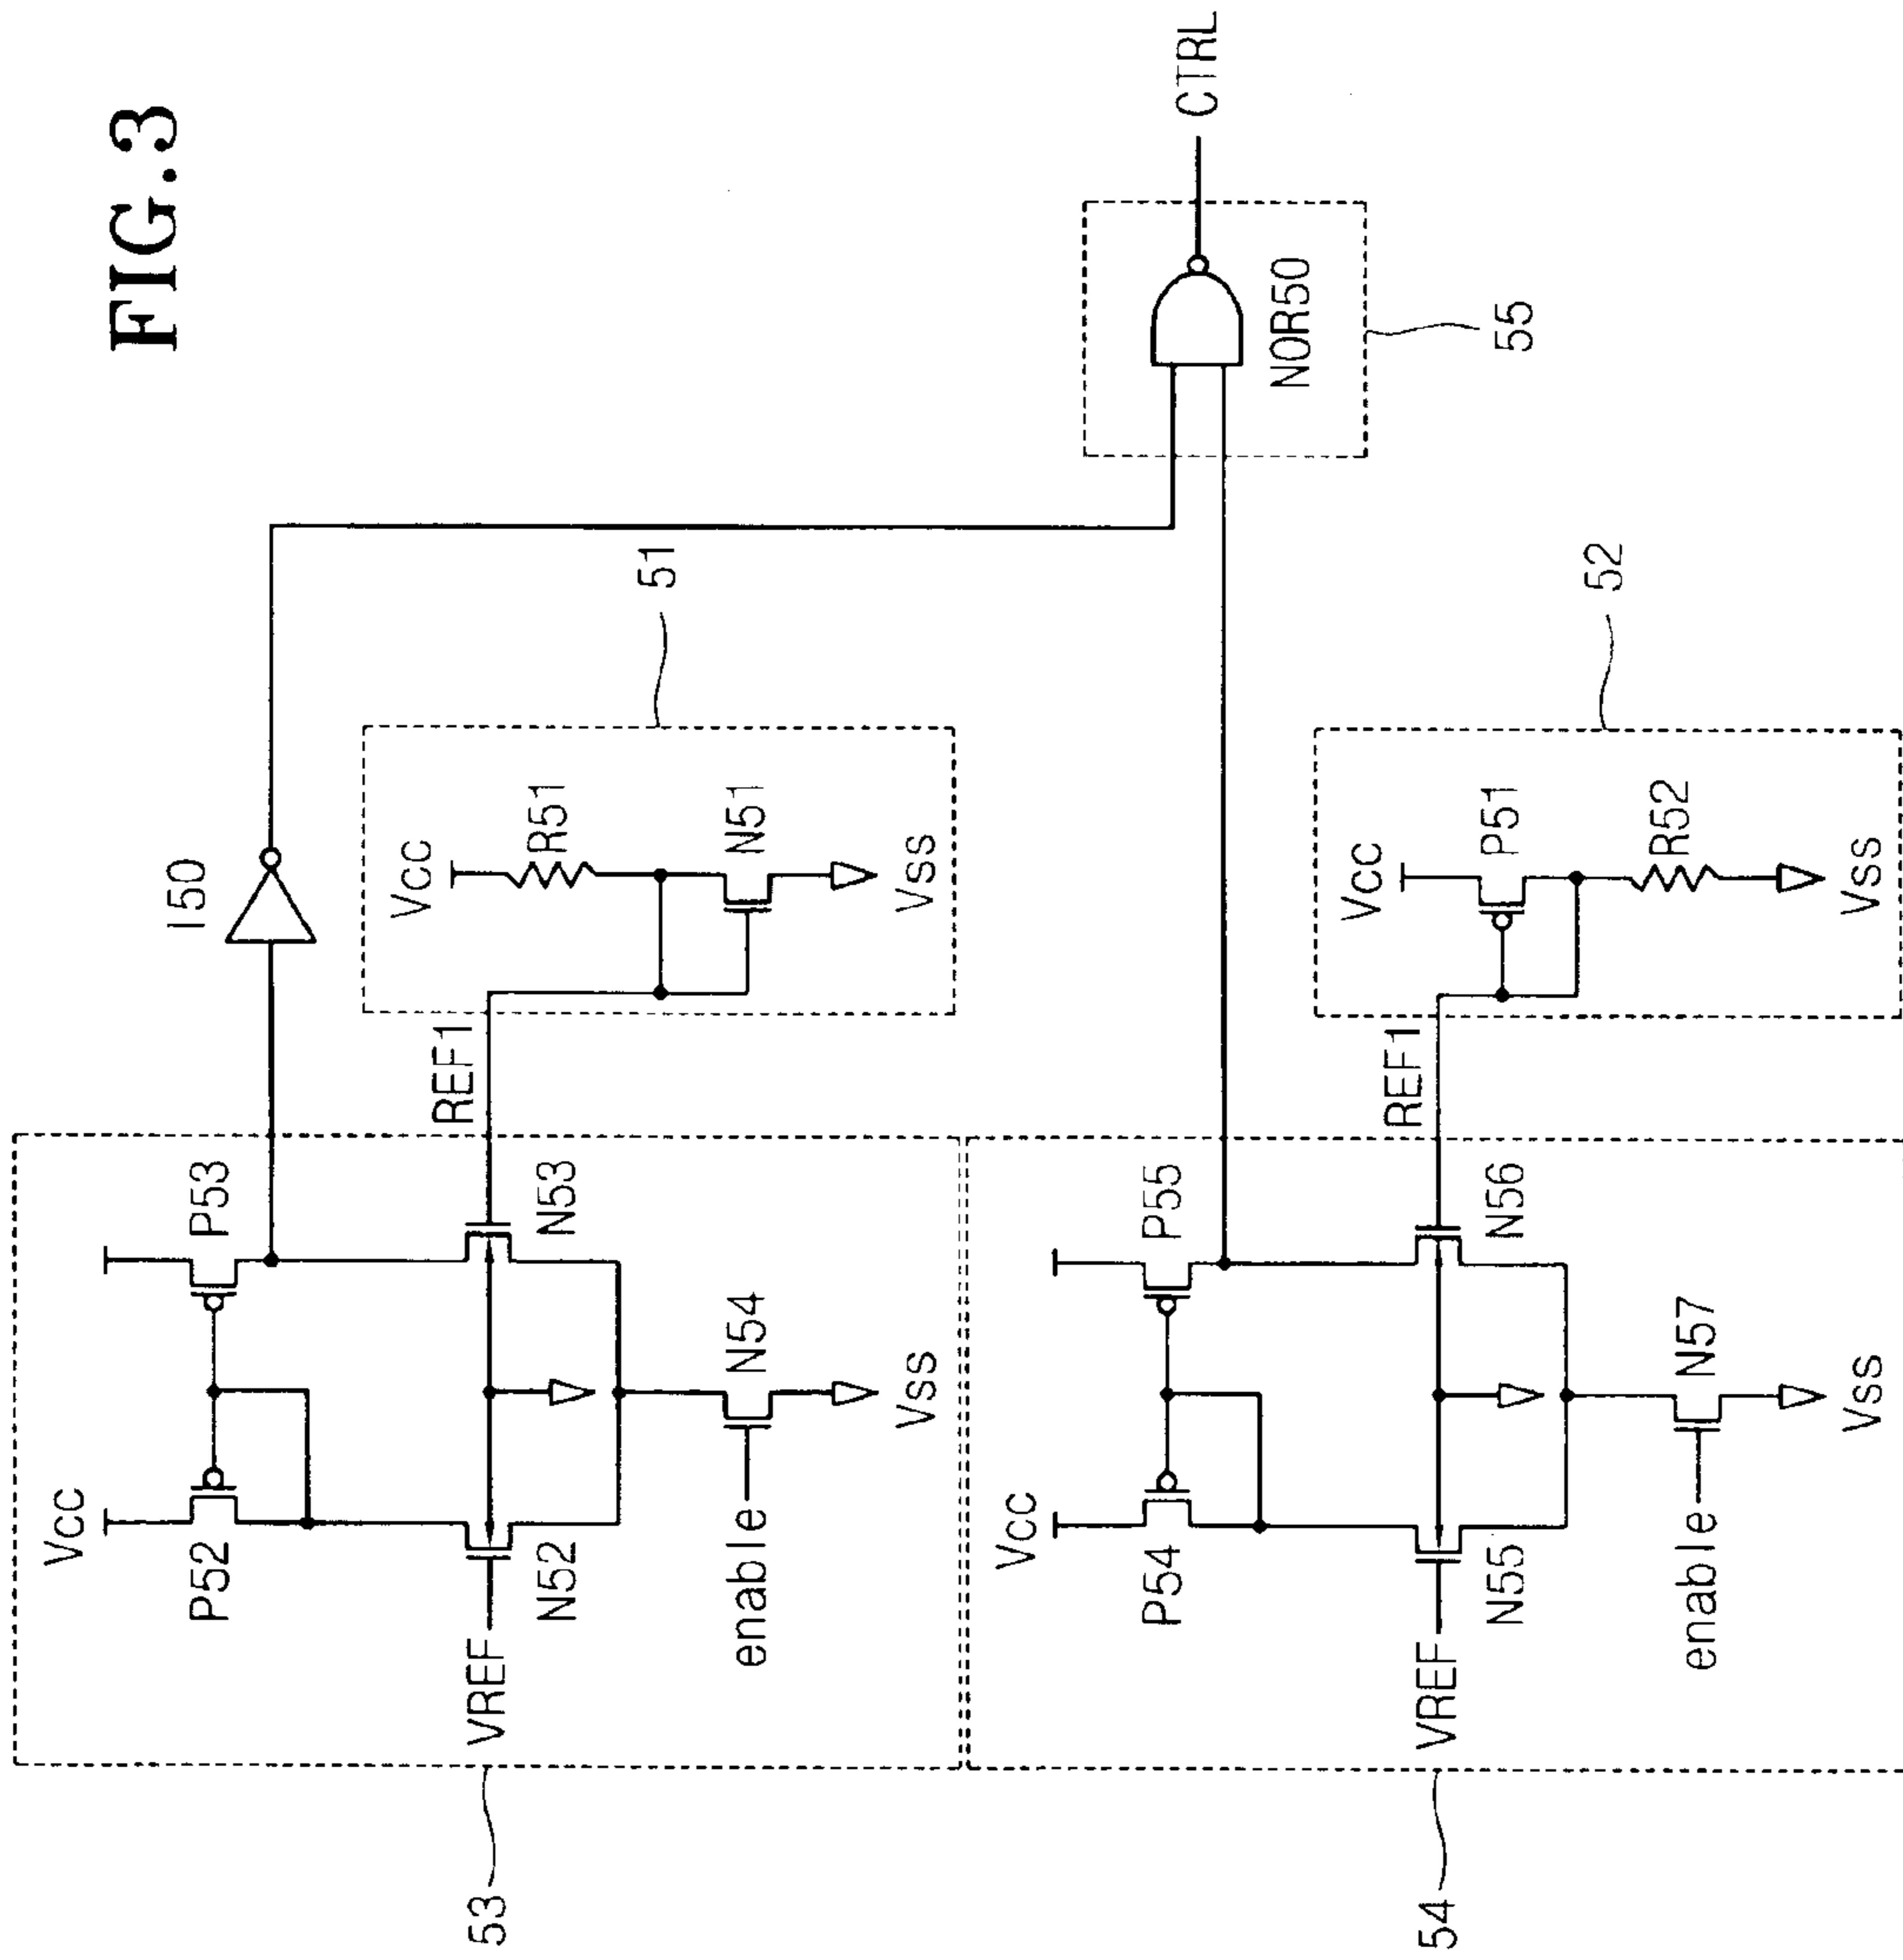 FIG.3
Vcc
P52
P53
I50
VREF
N52
N53
REF1
enable
N54
Vss
53
Vcc
R51
N51
Vss
51
Vcc
P54
P55
VREF
N55
N56
REF1
enable
N57
Vss
54
Vcc
P51
R52
Vss
52
NOR50
55
CTRL